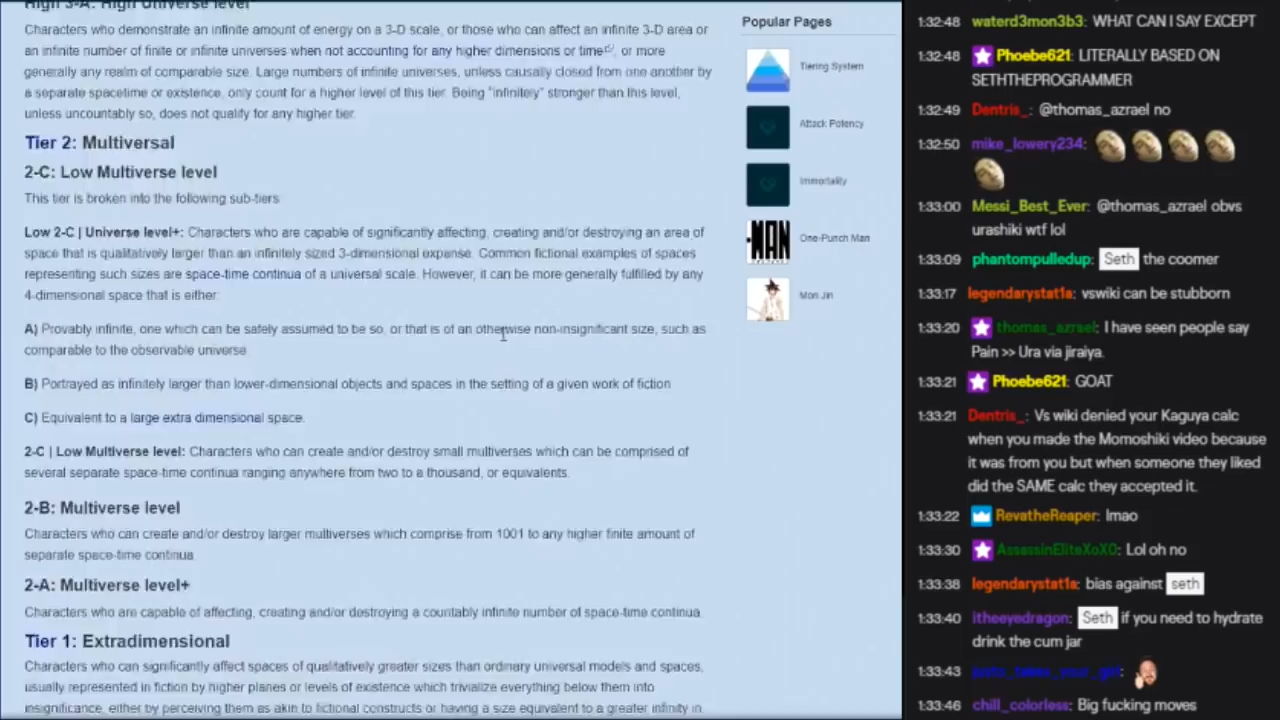 High 3-A: High Universe level
Characters who demonstrate an infinite amount of energy on a 3-D scale, or those who can affect an infinite 3-D area or
an infinite number of finite or infinite universes when not accounting for any higher dimensions or time, or more
generally any realm of comparable size. Large numbers of infinite universes, unless causally closed from one another by
a separate spacetime or existence, only count for a higher level of this tier. Being "infinitely" stronger than this level,
unless uncountably so, does not qualify for any higher tier.
Tier 2: Multiversal
2-C: Low Multiverse level
This tier is broken into the following sub-tiers:
Low 2-C | Universe level+: Characters who are capable of significantly affecting, creating and/or destroying an area of
space that is qualitatively larger than an infinitely sized 3-dimensional expanse. Common fictional examples of spaces
representing such sizes are space-time continua of a universal scale. However, it can be more generally fulfilled by any
4-dimensional space that is either:
A) Provably infinite, one which can be safely assumed to be so, or that is of an otherwise non-insignificant size, such as
comparable to the observable universe.
B) Portrayed as infinitely larger than lower-dimensional objects and spaces in the setting of a given work of fiction
C) Equivalent to a large extra dimensional space.
2-C | Low Multiverse level: Characters who can create and/or destroy small multiverses which can be comprised of
several separate space-time continua ranging anywhere from two to a thousand, or equivalents.
2-B: Multiverse level
Characters who can create and/or destroy larger multiverses which comprise from 1001 to any higher finite amount of
separate space-time continua.
2-A: Multiverse level+
Characters who are capable of affecting, creating and/or destroying a countably infinite number of space-time continua.
Tier 1: Extradimensional
Characters who can significantly affect spaces of qualitatively greater sizes than ordinary universal models and spaces,
usually represented in fiction by higher planes or levels of existence which trivialize everything below them into
insignificance, either by perceiving them as akin to fictional constructs or having a size equivalent to a greater infinity in
Popular Pages
Tiering System
Attack Potency
Immortality
MAN
One-Punch Man
Mori Jin
1:32:48 waterd3mon3b3: WHAT CAN I SAY EXCEPT
1:32:48 Phoebe621: LITERALLY BASED ON
SETHTHEPROGRAMMER
1:32:49 Dentris_: @thomas_azrael no
1:32:50 mike_lowery234:
1:33:00 Messi_Best_Ever: @thomas_azrael obvs
urashiki wtf lol
1:33:09 phantompulledup: Seth the coomer
1:33:17 legendarystat1a: vswiki can be stubborn
1:33:20 thomas_azrael: I have seen people say
Pain >> Ura via jiraiya.
1:33:21 Phoebe621: GOAT
1:33:21 Dentris_: Vs wiki denied your Kaguya calc
when you made the Momoshiki video because
it was from you but when someone they liked
did the SAME calc they accepted it.
1:33:22 RevatheReaper: lmao
1:33:30 AssassinEliteXoXO: Lol oh no
1:33:38 legendarystat1a: bias against seth
1:33:40 itheeyedragon: Seth if you need to hydrate
drink the cum jar
1:33:43
1:33:46 chill_colorless: Big fucking moves